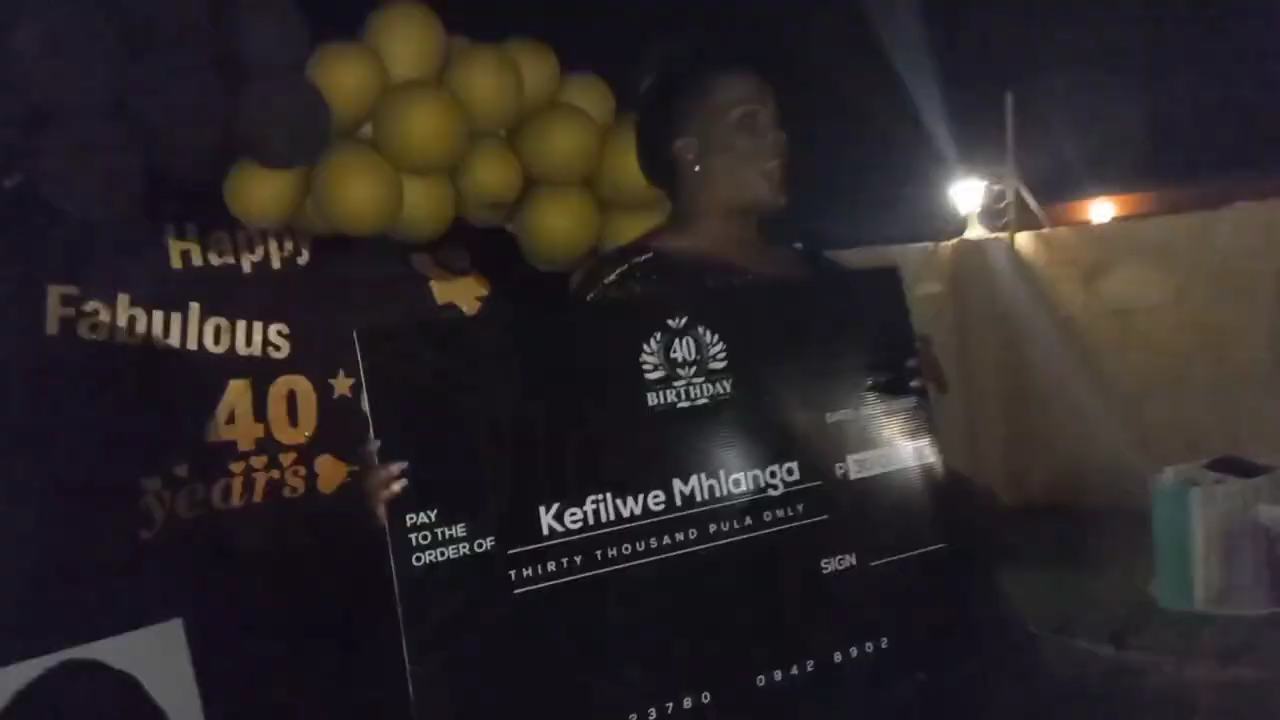 Happy
Fabulous
40
years
40
BIRTHDAY
PAY
TO THE
ORDER OF
Kefilwe Mhlanga
THIRTY THOUSAND PULA ONLY
P
SIGN
23780 0942 8902